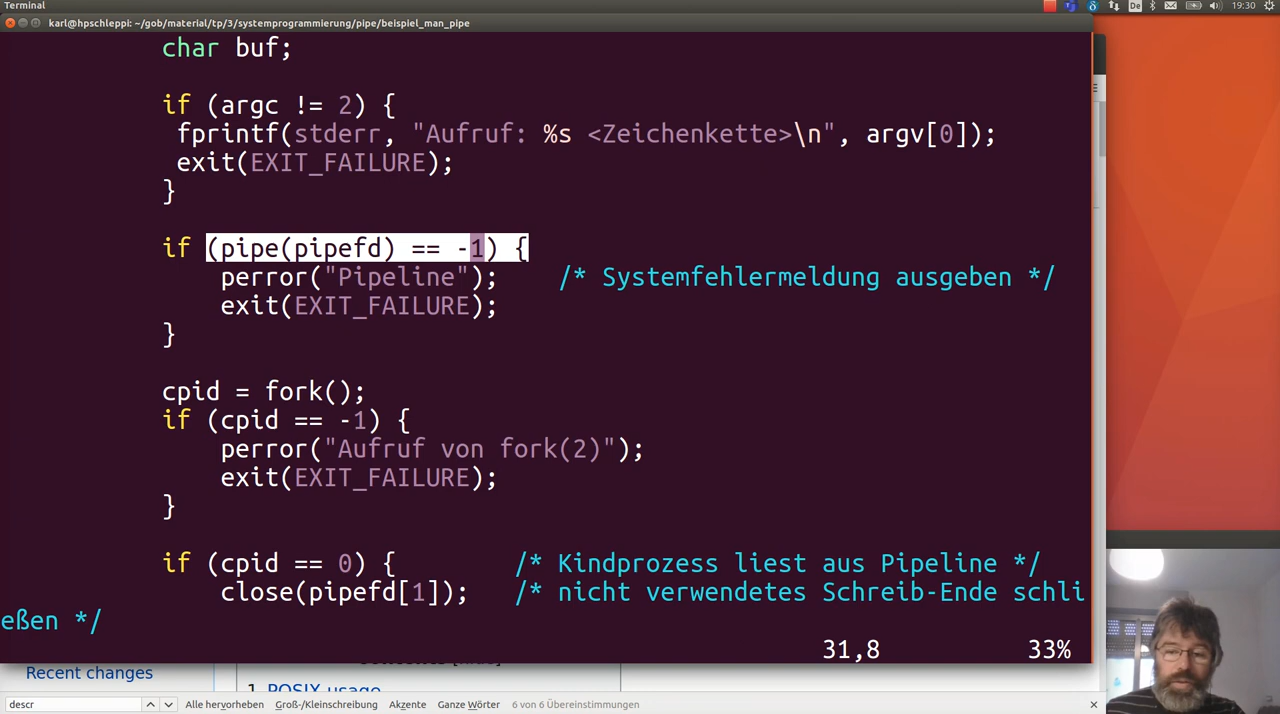 Terminal
De
19:30
karl@hpschleppi: ~/gob/material/tp/3/systemprogrammierung/pipe/beispiel_man_pipe
char buf;
if (argc != 2) {
fprintf(stderr, "Aufruf: %s <Zeichenkette>\n", argv[0]);
exit(EXIT_FAILURE);
}
if (pipe(pipefd) == -1) {
perror("Pipeline"); /* Systemfehlermeldung ausgeben */
exit(EXIT_FAILURE);
}
cpid = fork();
if (cpid == -1) {
perror("Aufruf von fork(2)");
exit(EXIT_FAILURE);
}
if (cpid == 0) { /* Kindprozess liest aus Pipeline */
close(pipefd[1]); /* nicht verwendetes Schreib-Ende schli
eßen */
31,8 33%
Recent changes
1 POSIX usage
descr
Alle hervorheben Groß-/Kleinschreibung Akzente Ganze Wörter 6 von 6 Übereinstimmungen